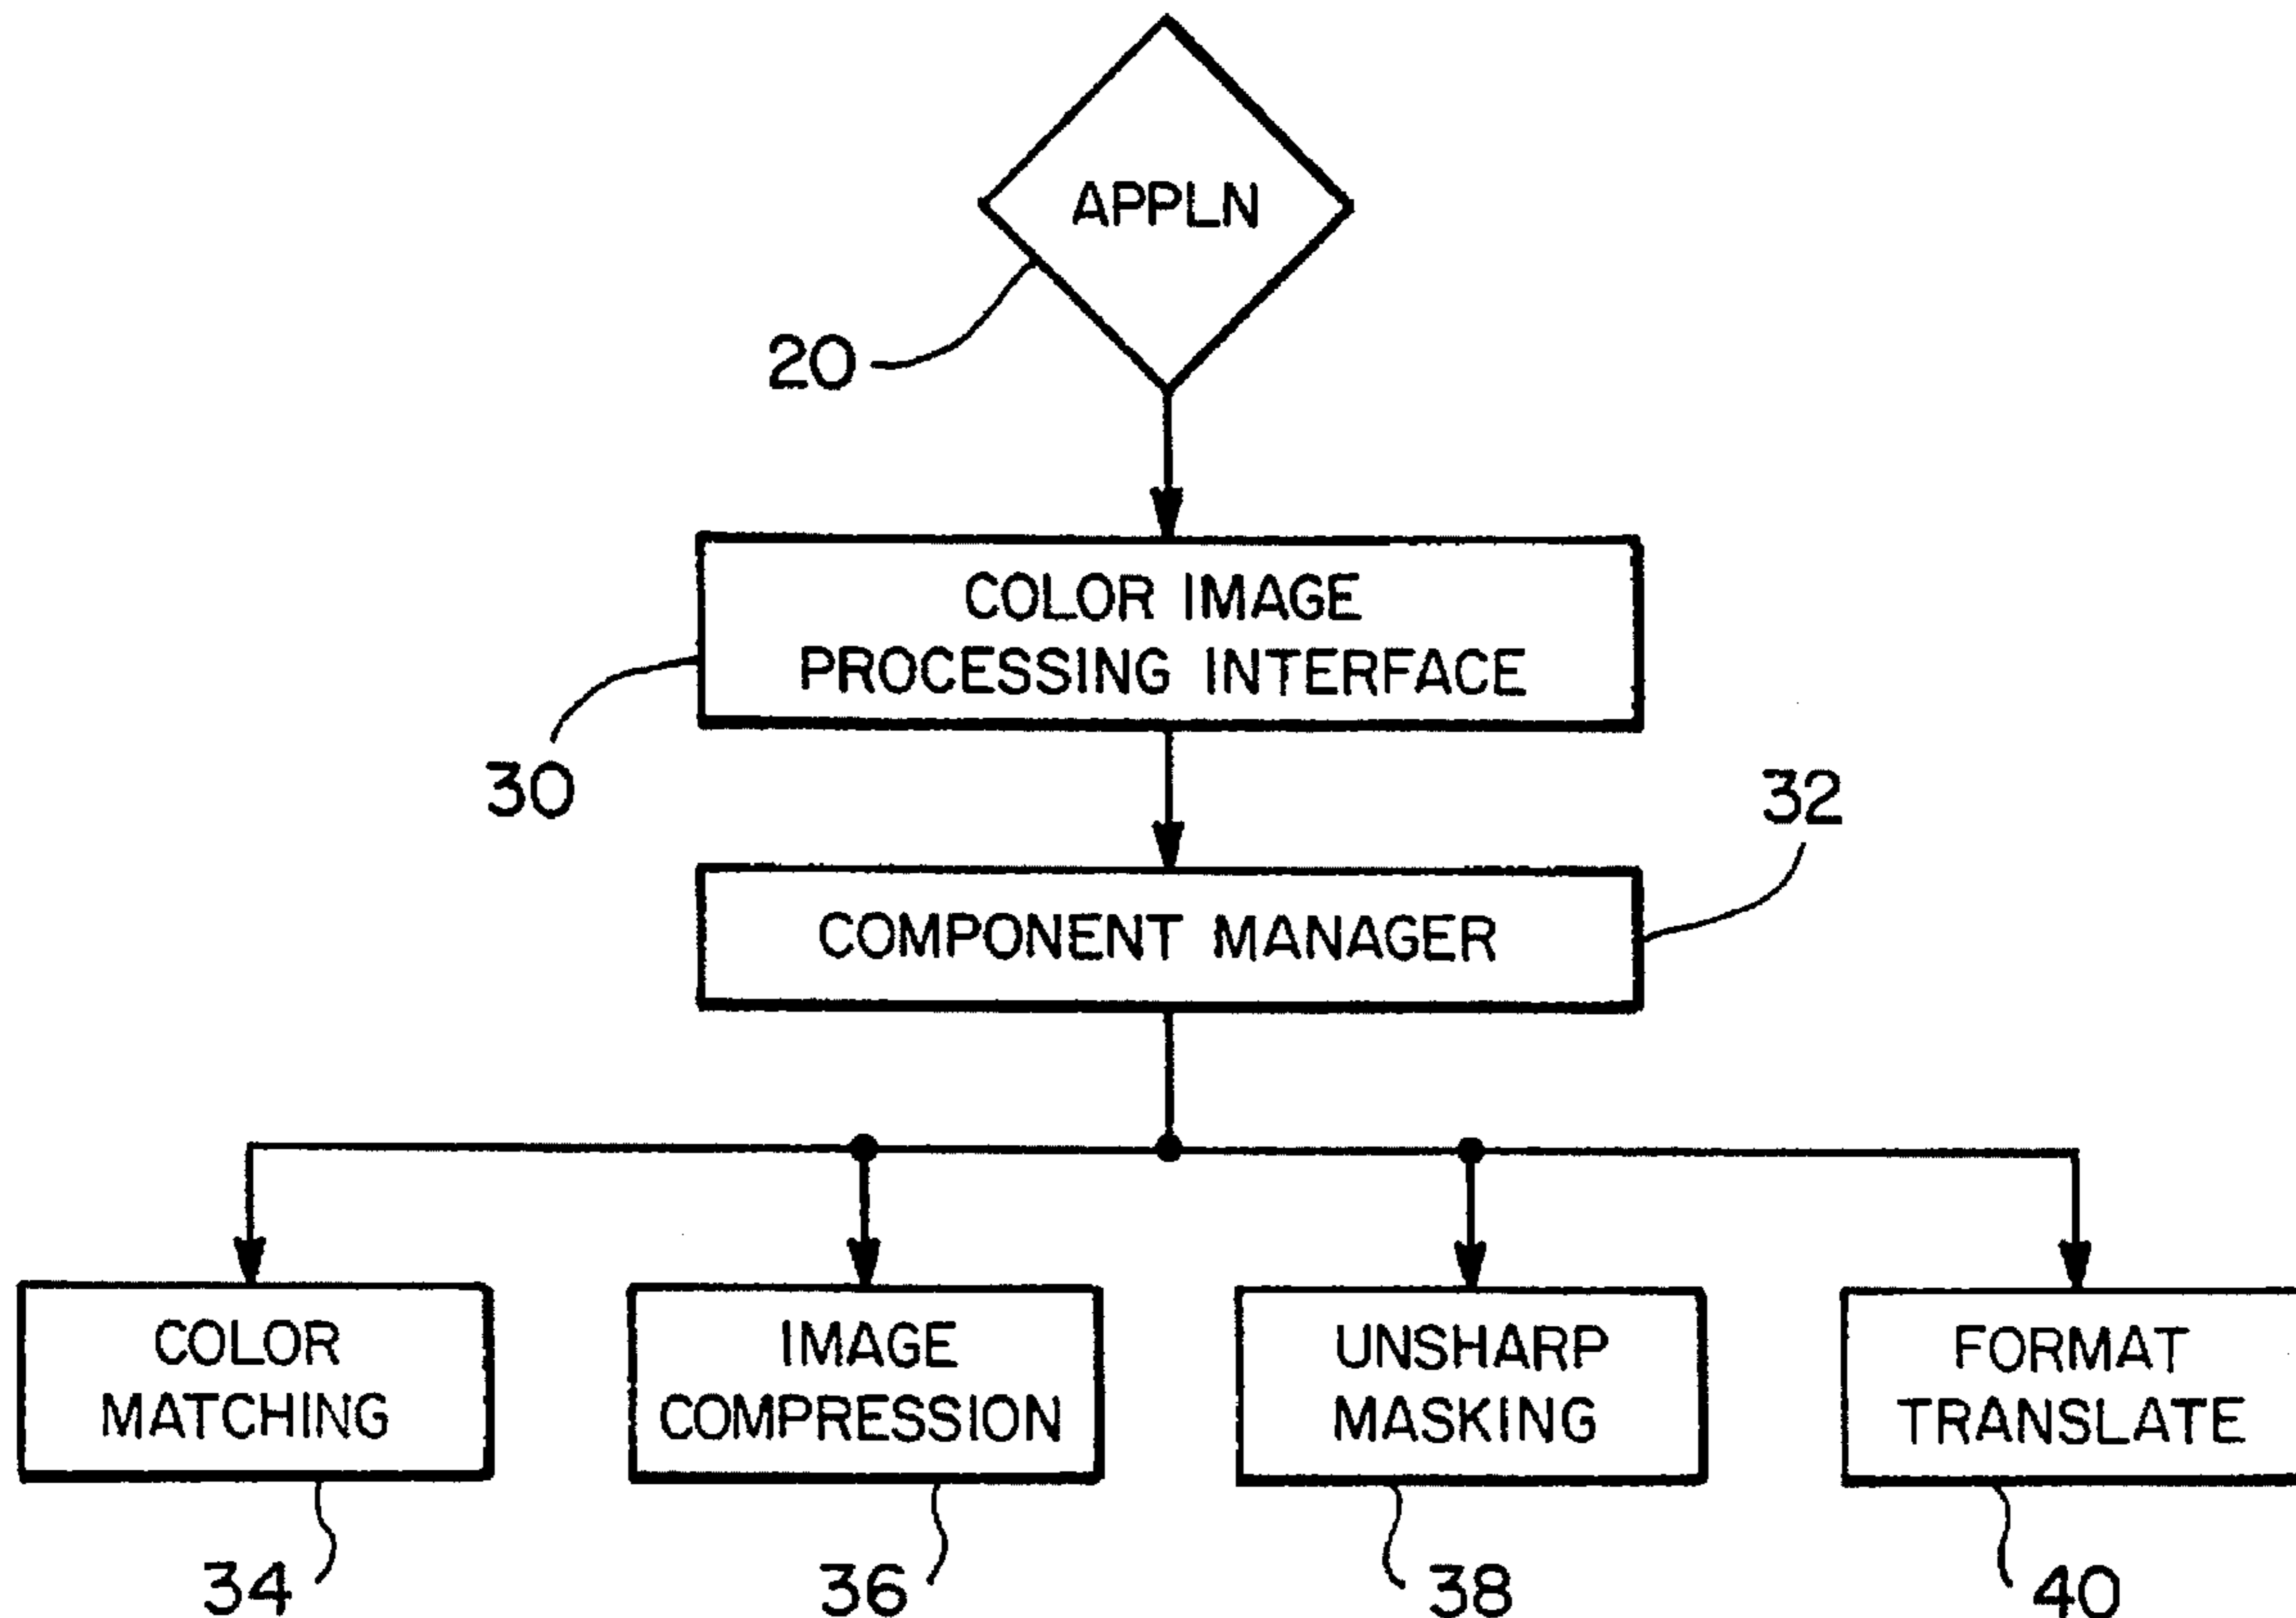 APPLN
20
COLOR IMAGE
PROCESSING INTERFACE
30
32
COMPONENT MANAGER
COLOR
MATCHING
IMAGE
COMPRESSION
UNSHARP
MASKING
FORMAT
TRANSLATE
34
36
38
40